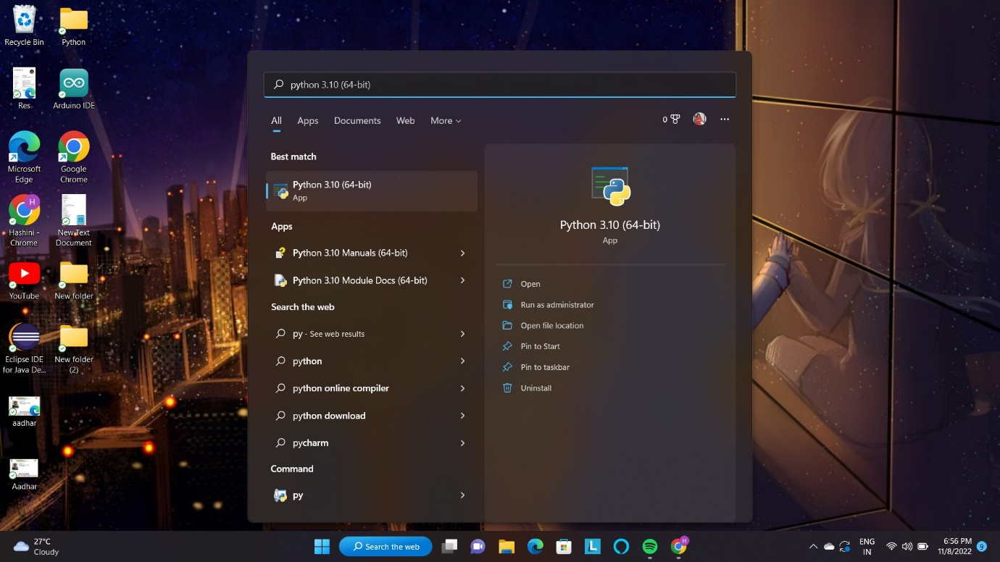 Recycle Bin
Python
Res
Arduino IDE
Microsoft
Edge
Google
Chrome
H
Hashini -
Chrome
New Text
Document
YouTube
New folder
Eclipse IDE
for Java De...
New folder
(2)
aadhar
Aadhar
python 3.10 (64-bit)
All
Apps
Documents
Web
More
0
Best match
Python 3.10 (64-bit)
App
Apps
Python 3.10 Manuals (64-bit)
Python 3.10 Module Docs (64-bit)
Search the web
py - See web results
python
python online compiler
python download
pycharm
Command
py
Python 3.10 (64-bit)
App
Open
Run as administrator
Open file location
Pin to Start
Pin to taskbar
Uninstall
27°C
Cloudy
Search the web
L
H
ENG
IN
6:56 PM
11/8/2022
9